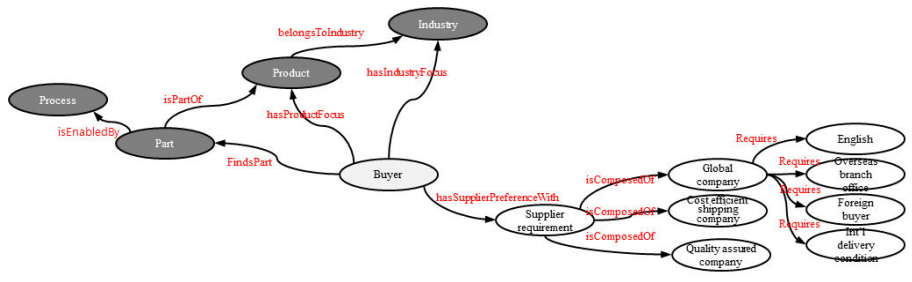 Industry
belongsToIndustry
Product
hasIndustryFocus
Process
isPartOf
hasProductFocus
isEnabledBy
Part
FindsPart
Buyer
hasSupplierPreferenceWith
Supplier
requirement
isComposedOf
isComposedOf
isComposedOf
Global
company
Cost efficient
shipping
company
Quality assured
company
Requires
Requires
Requires
Requires
English
Overseas
branch
office
Foreign
buyer
Int'l
delivery
condition